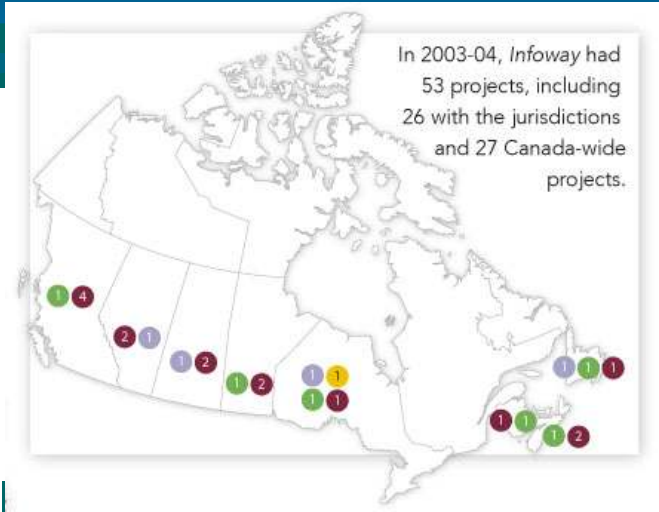 In 2003-04, Infoway had
53 projects, including
26 with the jurisdictions
and 27 Canada-wide
projects.
1 4
2 1
1 2
1 2
1 1
1 1
1 1 1
1 1
1 2